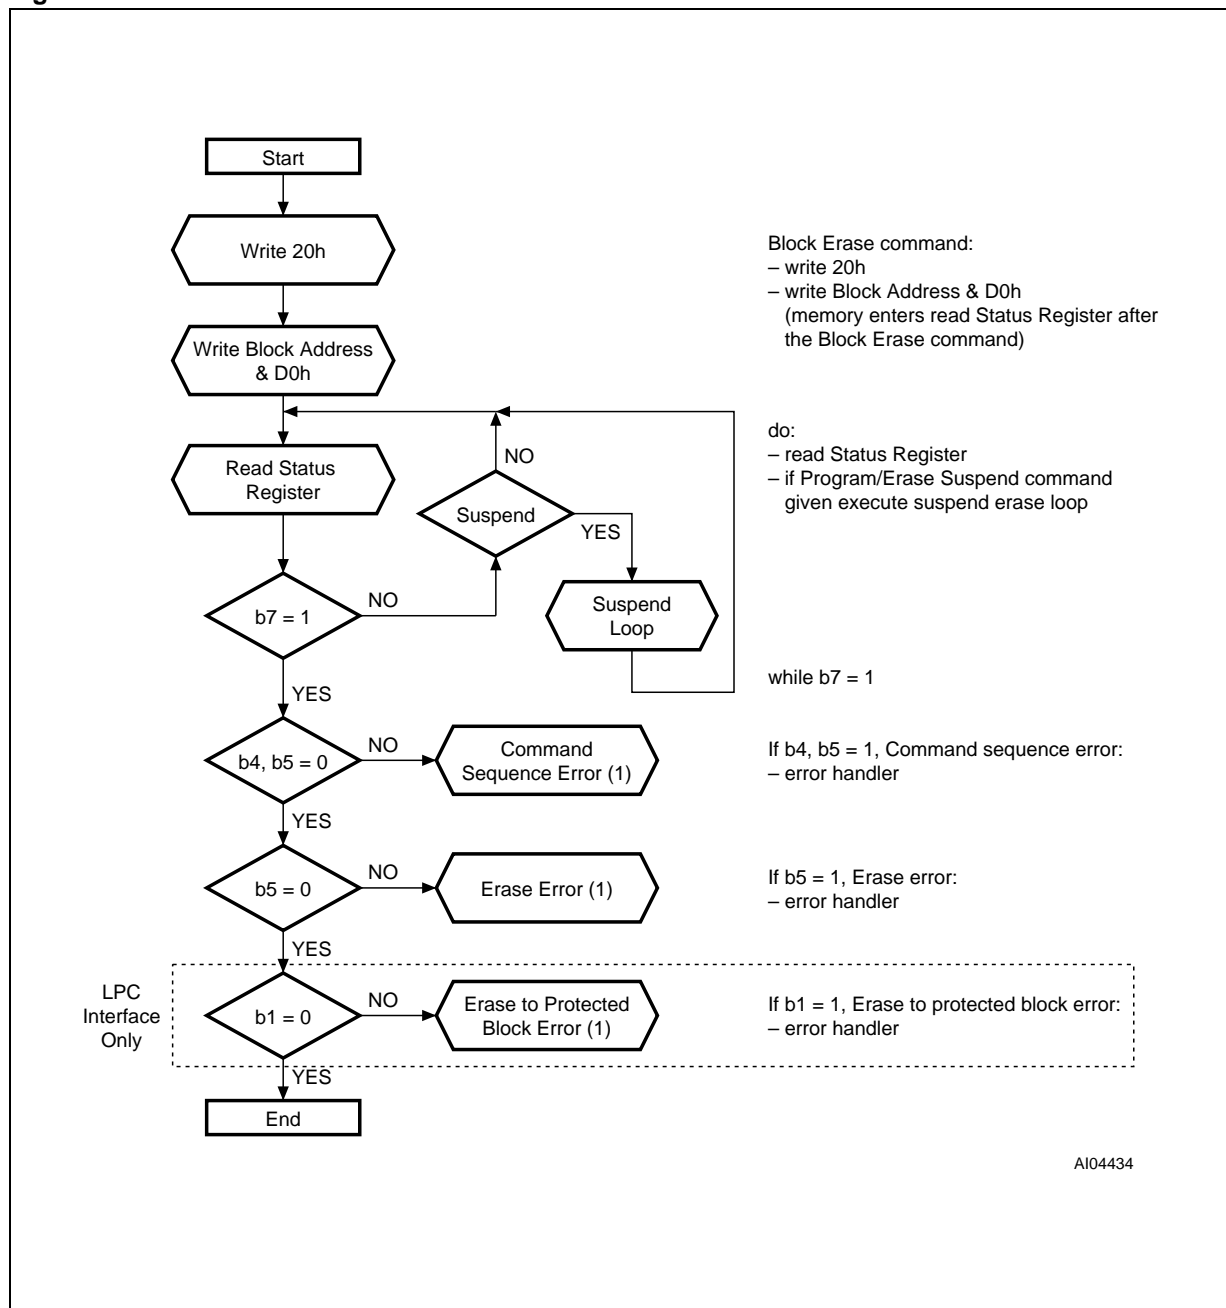 Start
Write 20h
Block Erase command:
– write 20h
– write Block Address & D0h
(memory enters read Status Register after
the Block Erase command)
Write Block Address
& D0h
do:
– read Status Register
– if Program/Erase Suspend command
given execute suspend erase loop
Read Status
Register
NO
Suspend
YES
b7 = 1
NO
Suspend
Loop
while b7 = 1
YES
b4, b5 = 0
NO
Command
Sequence Error (1)
If b4, b5 = 1, Command sequence error:
– error handler
YES
b5 = 0
NO
Erase Error (1)
If b5 = 1, Erase error:
– error handler
YES
LPC
Interface
Only
b1 = 0
NO
Erase to Protected
Block Error (1)
If b1 = 1, Erase to protected block error:
– error handler
YES
End
AI04434